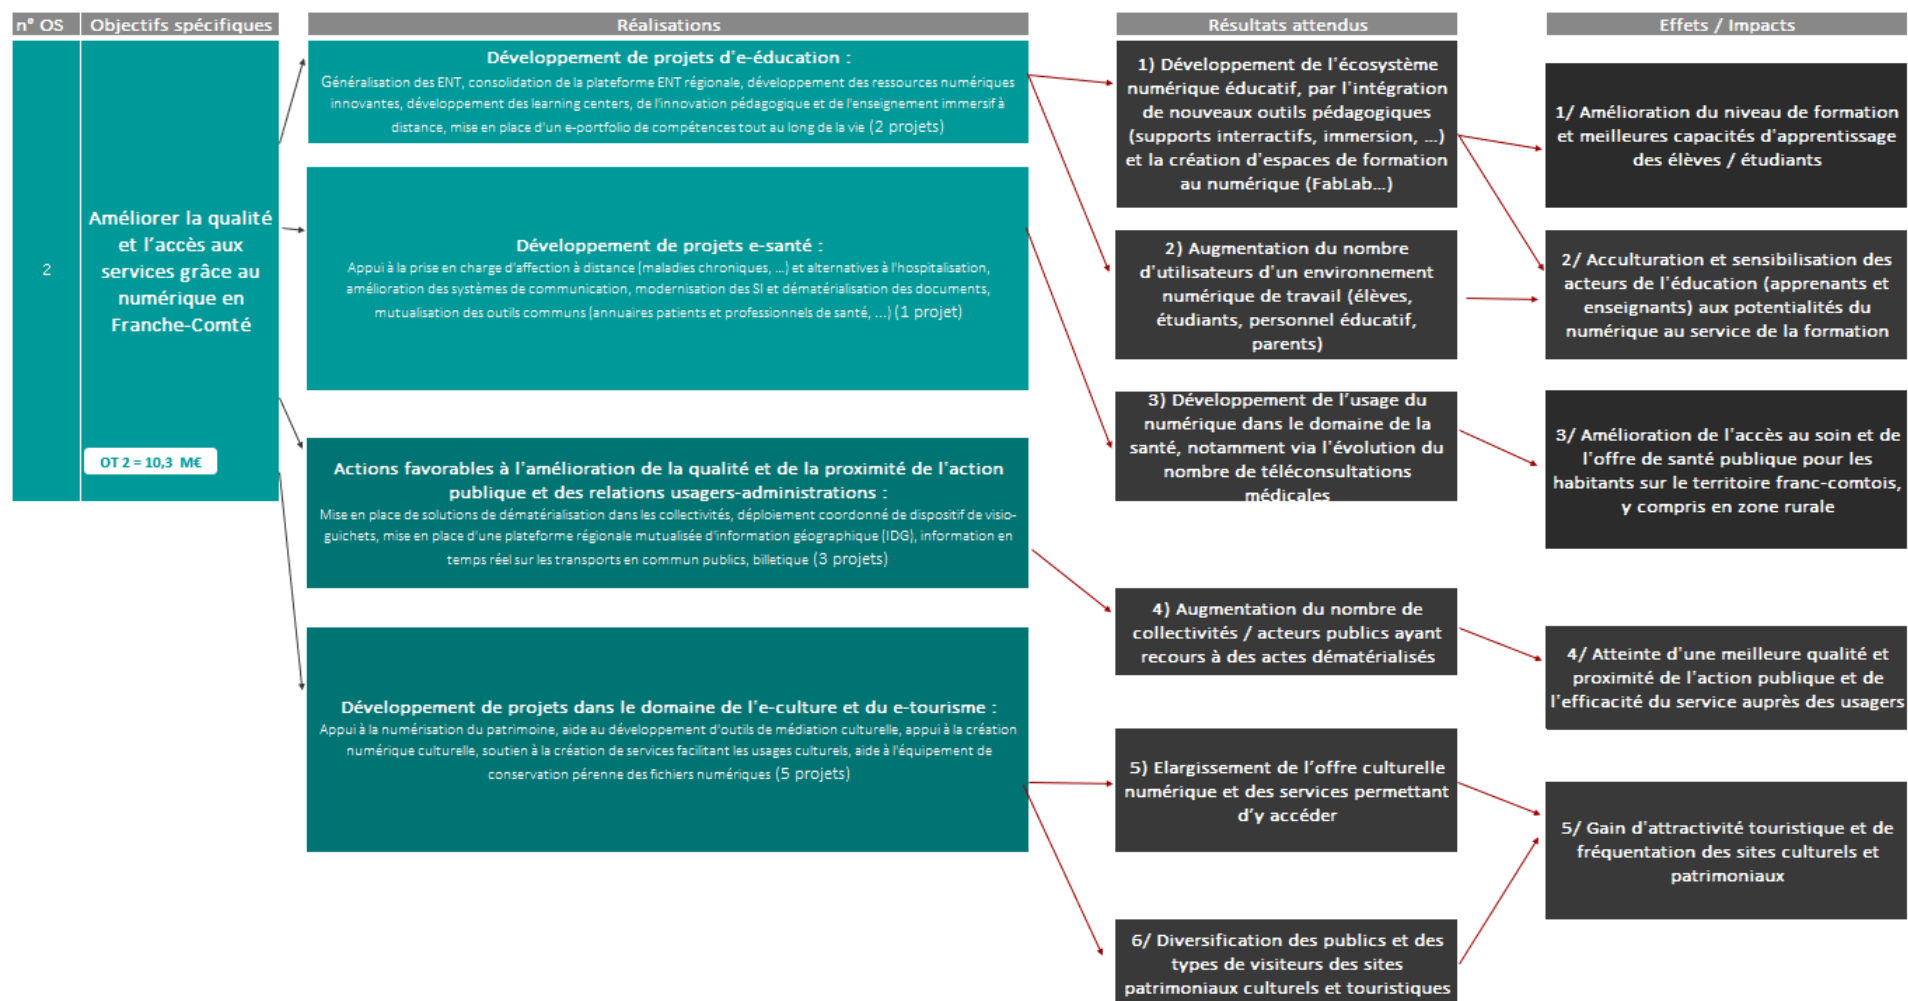 n° OS
Objectifs spécifiques
Réalisations
Résultats attendus
Effets / Impacts
2
Améliorer la qualité
et l'accès aux
services grâce au
numérique en
Franche-Comté
OT 2 = 10,3 M€
Développement de projets d'e-éducation :
Généralisation des ENT, consolidation de la plateforme ENT régionale, développement des ressources numériques
innovantes, développement des learning centers, de l'innovation pédagogique et de l'enseignement immersif à
distance, mise en place d'un e-portfolio de compétences tout au long de la vie (2 projets)
Développement de projets e-santé :
Appui à la prise en charge d'affection à distance (maladies chroniques, ...) et alternatives à l'hospitalisation,
amélioration des systèmes de communication, modernisation des SI et dématérialisation des documents,
mutualisation des outils communs (annuaires patients et professionnels de santé, ...) (1 projet)
Actions favorables à l'amélioration de la qualité et de la proximité de l'action
publique et des relations usagers-administrations :
Mise en place de solutions de dématérialisation dans les collectivités, déploiement coordonné de dispositif de visio-
guichets, mise en place d'une plateforme régionale mutualisée d'information géographique (IDG), information en
temps réel sur les transports en commun publics, billetique (3 projets)
Développement de projets dans le domaine de l'e-culture et du e-tourisme :
Appui à la numérisation du patrimoine, aide au développement d'outils de médiation culturelle, appui à la création
numérique culturelle, soutien à la création de services facilitant les usages culturels, aide à l'équipement de
conservation pérenne des fichiers numériques (5 projets)
1) Développement de l'écosystème
numérique éducatif, par l'intégration
de nouveaux outils pédagogiques
(supports interractifs, immersion, ...)
et la création d'espaces de formation
au numérique (FabLab...)
2) Augmentation du nombre
d'utilisateurs d'un environnement
numérique de travail (élèves,
étudiants, personnel éducatif,
parents)
3) Développement de l'usage du
numérique dans le domaine de la
santé, notamment via l'évolution du
nombre de téléconsultations
médicales
4) Augmentation du nombre de
collectivités / acteurs publics ayant
recours à des actes dématérialisés
5) Elargissement de l'offre culturelle
numérique et des services permettant
d'y accéder
6/ Diversification des publics et des
types de visiteurs des sites
patrimoniaux culturels et touristiques
1/ Amélioration du niveau de formation
et meilleures capacités d'apprentissage
des élèves / étudiants
2/ Acculturation et sensibilisation des
acteurs de l'éducation (apprenants et
enseignants) aux potentialités du
numérique au service de la formation
3/ Amélioration de l'accès au soin et de
l'offre de santé publique pour les
habitants sur le territoire franc-comtois,
y compris en zone rurale
4/ Atteinte d'une meilleure qualité et
proximité de l'action publique et de
l'efficacité du service auprès des usagers
5/ Gain d'attractivité touristique et de
fréquentation des sites culturels et
patrimoniaux